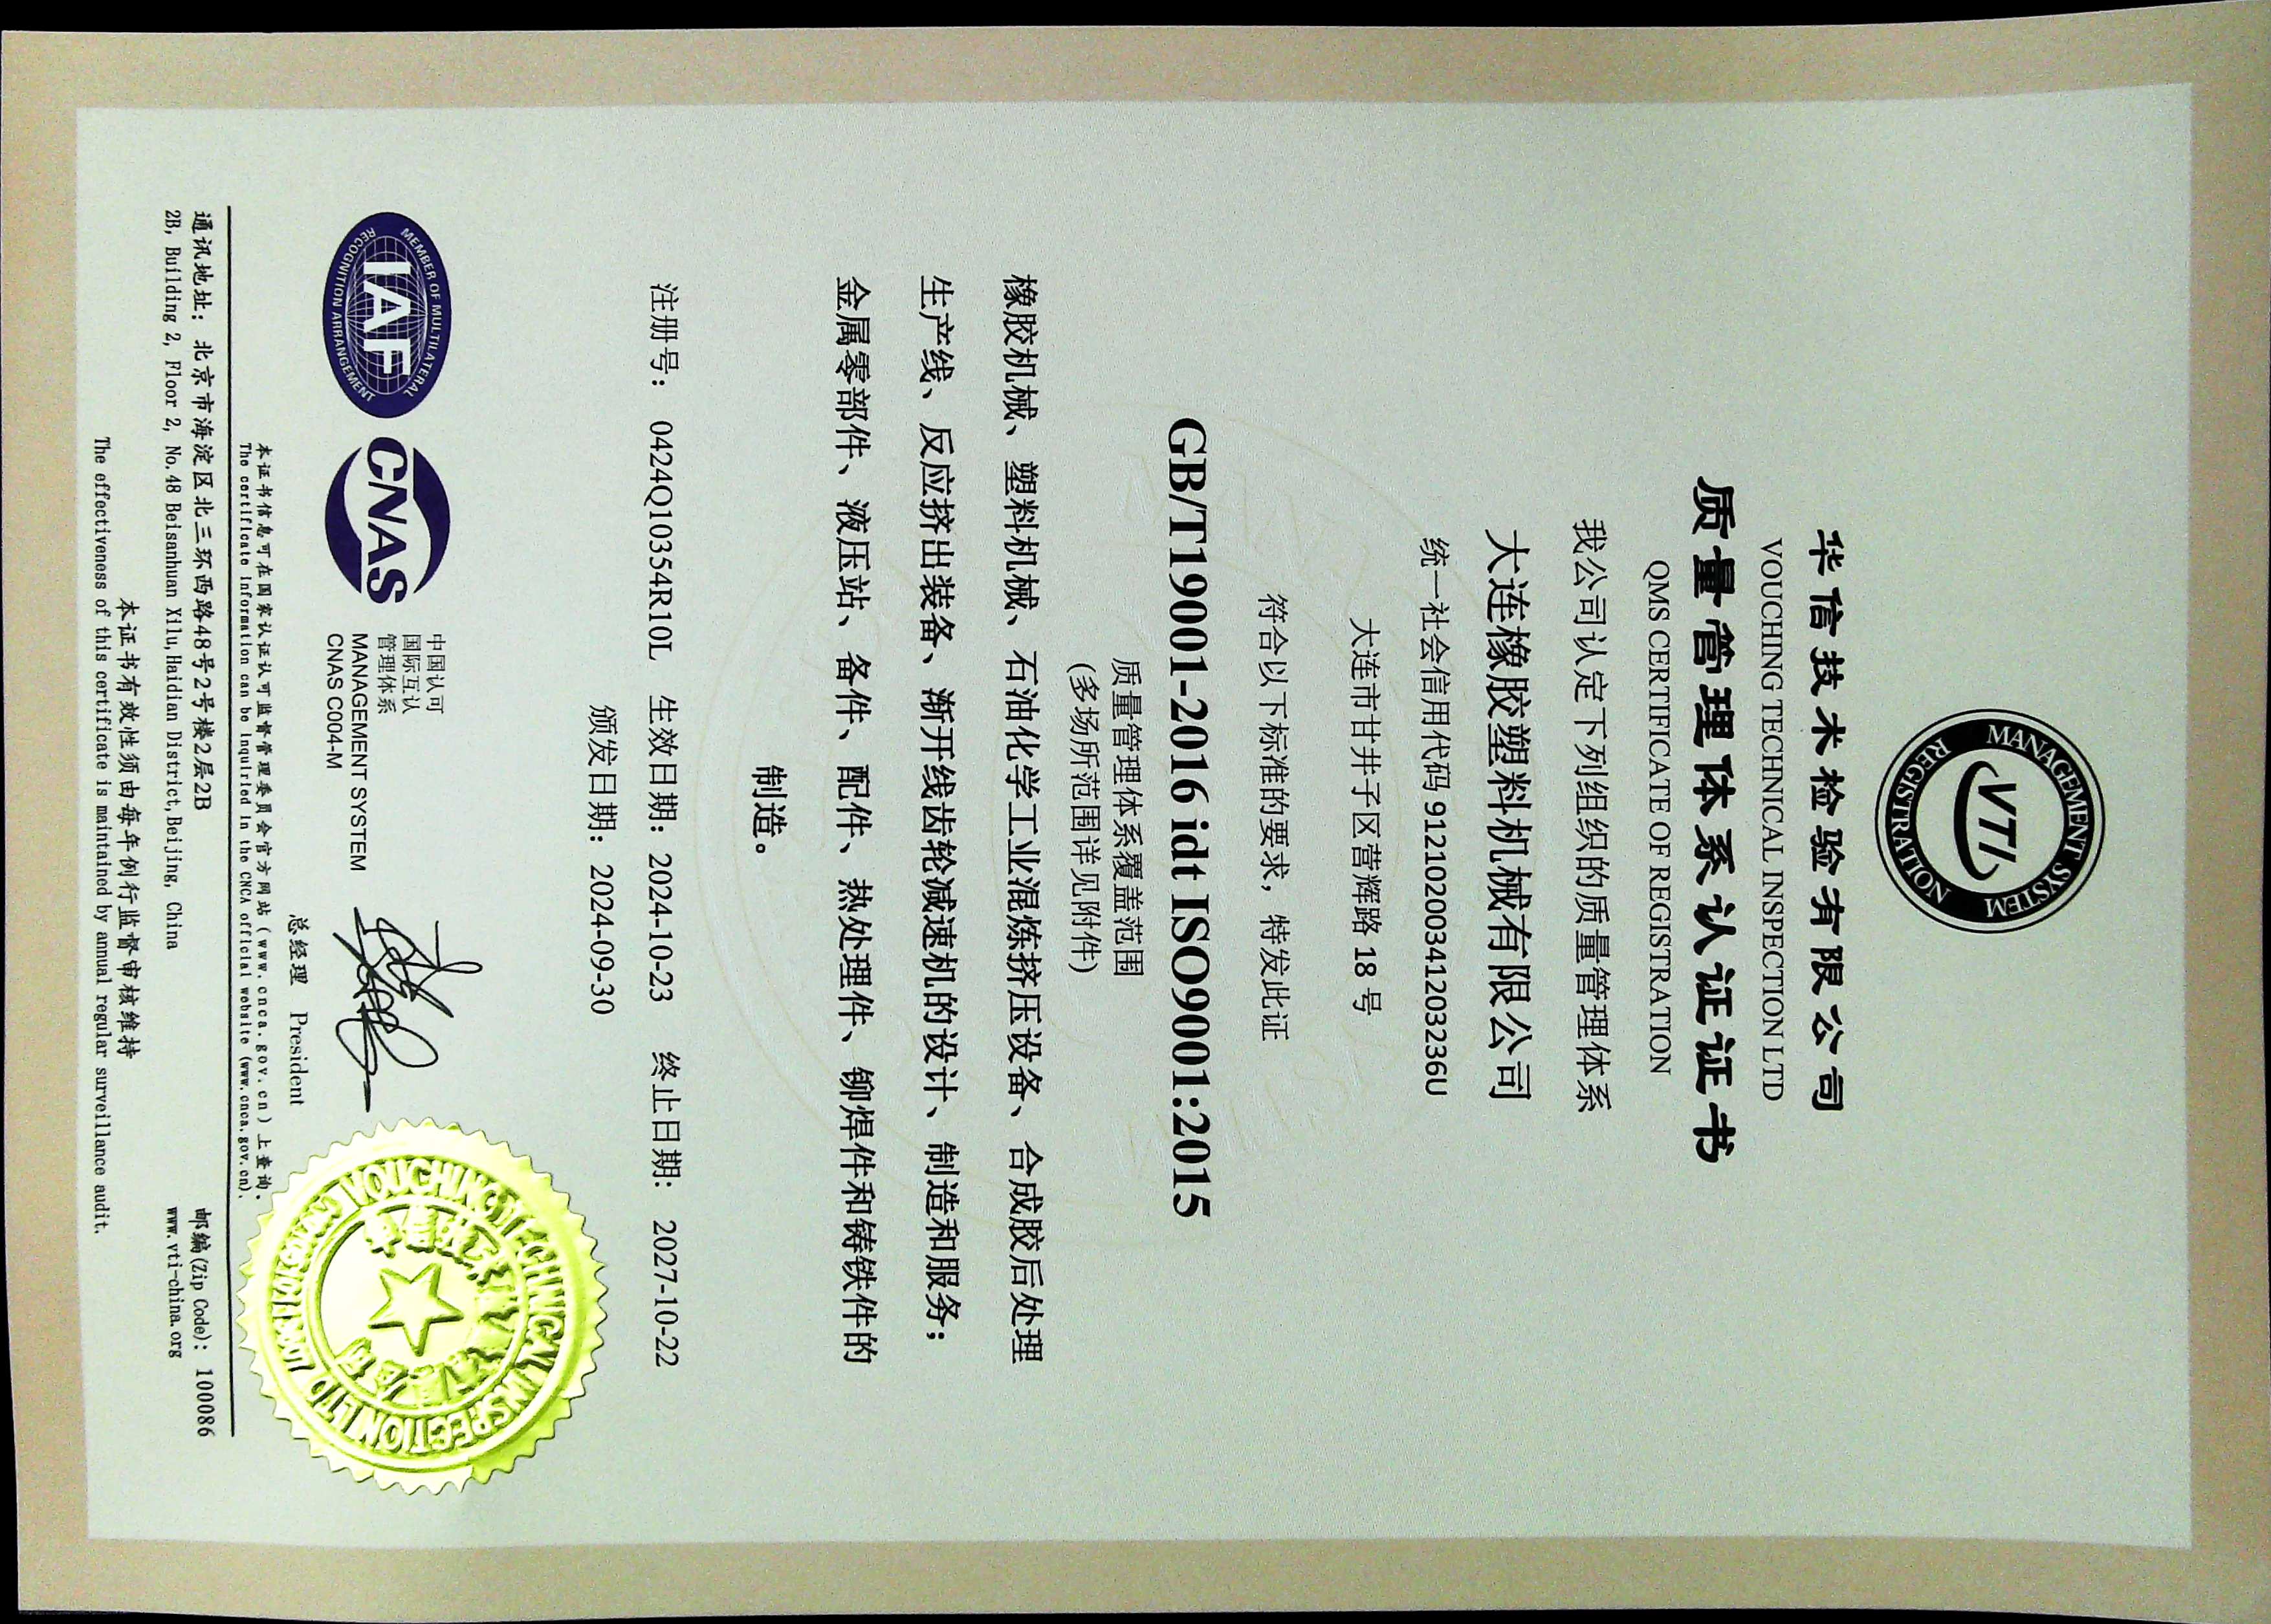 MANAGEMENT SYSTEM
VTI
REGISTRATION
华信技术检验有限公司
VOUCHING TECHNICAL INSPECTION LTD
质量管理体系认证证书
QMS CERTIFICATE OF REGISTRATION
我公司认定下列组织的质量管理体系
大连橡胶塑料机械有限公司
统一社会信用代码 91210200341203236U
大连市甘井子区营辉路 18 号
符合以下标准的要求，特发此证
GB/T19001-2016 idt ISO9001:2015
质量管理体系覆盖范围
(多场所范围详见附件)
橡胶机械、塑料机械、石油化学工业混炼挤压设备、合成胶后处理
生产线、反应挤出装备、渐开线齿轮减速机的设计、制造和服务；
金属零部件、液压站、备件、配件、热处理件、铆焊件和铸铁件的
制造。
注册号： 0424Q10354R10L 生效日期：2024-10-23 终止日期： 2027-10-22
颁发日期：2024-09-30
MEMBER OF MULTILATERAL
IAF
RECOGNITION ARRANGEMENT
CNAS
中国认可
国际互认
管理体系
MANAGEMENT SYSTEM
CNAS C004-M
总经理 President
VOUCHING TECHNICAL INSPECTION LTD
本证书信息可在国家认证认可监督管理委员会官方网站(www.cnca.gov.cn)上查询。
The certificate information can be inquired in the CNCA official website (www.cnca.gov.cn).
通讯地址：北京市海淀区北三环西路48号2号楼2层2B 邮编(Zip Code)：100086
2B, Building 2, Floor 2, No.48 Beisanhuan Xilu,Haidian District,Beijing, China www.vti-china.org
本证书有效性须由每年例行监督审核维持
The effectiveness of this certificate is maintained by annual regular surveillance audit.